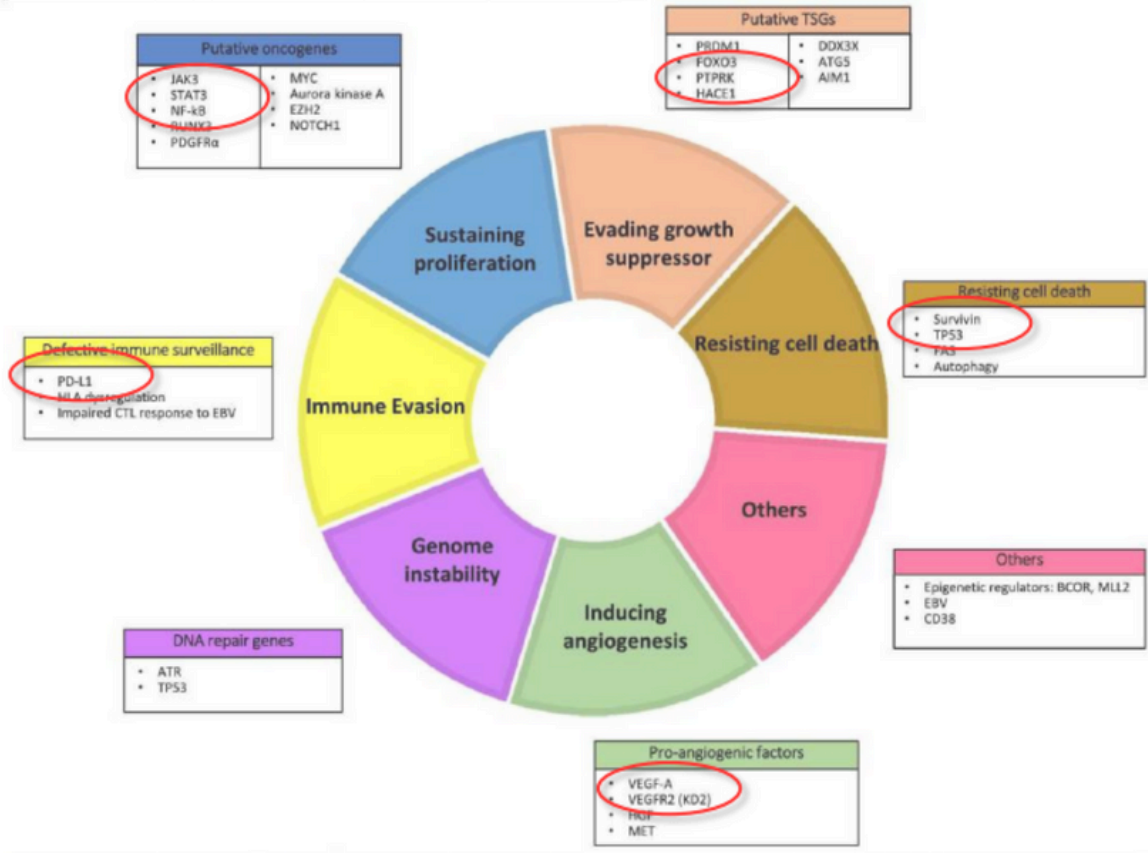 Putative oncogenes
• JAK3
• STAT3
• NF-kB
• RUNX3
• PDGFRα
• MYC
• Aurora kinase A
• EZH2
• NOTCH1
Putative TSGs
• PRDM1
• FOXO3
• PTPRK
• HACE1
• DDX3X
• ATG5
• AIM1
Sustaining
proliferation
Evading growth
suppressor
Resisting cell death
Resisting cell death
• Survivin
• TP53
• FAS
• Autophagy
Defective immune surveillance
• PD-L1
• HLA dysregulation
• Impaired CTL response to EBV
Immune Evasion
Others
Genome
instability
Inducing
angiogenesis
Others
• Epigenetic regulators: BCOR, MLL2
• EBV
• CD38
DNA repair genes
• ATR
• TP53
Pro-angiogenic factors
• VEGF-A
• VEGFR2 (KD2)
• HGF
• MET